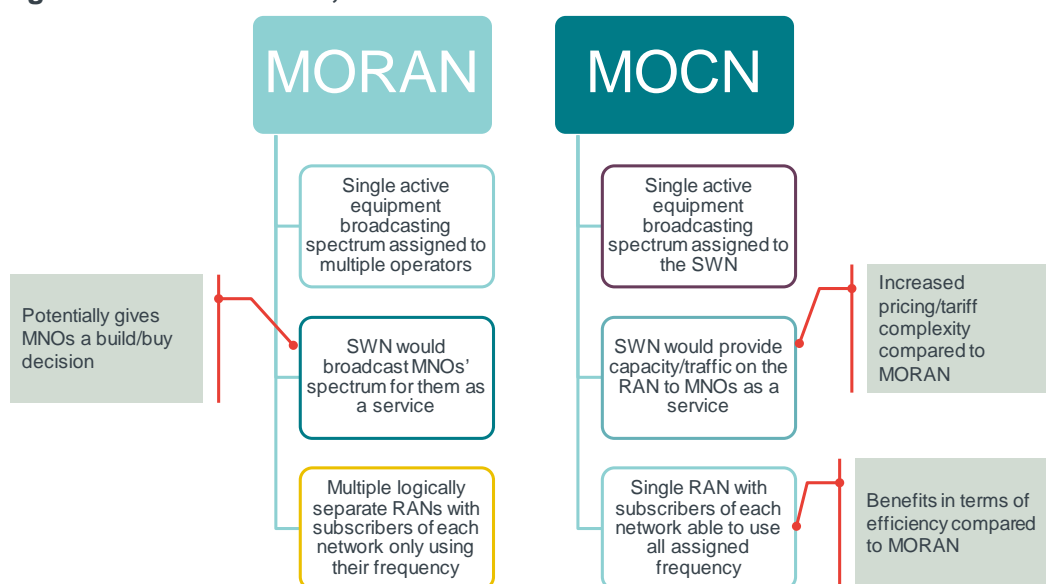 MORAN
MOCN
Single active
equipment
broadcasting
spectrum assigned to
multiple operators
Single active
equipment
broadcasting
spectrum assigned to
the SWN
Potentially gives
MNOs a build/buy
decision
SWN would
broadcast MNOs'
spectrum for them as
a service
SWN would provide
capacity/traffic on the
RAN to MNOs as a
service
Increased
pricing/tariff
complexity
compared to
MORAN
Multiple logically
separate RANs with
subscribers of each
network only using
their frequency
Single RAN with
subscribers of each
network able to use
all assigned
frequency
Benefits in terms of
efficiency compared
to MORAN